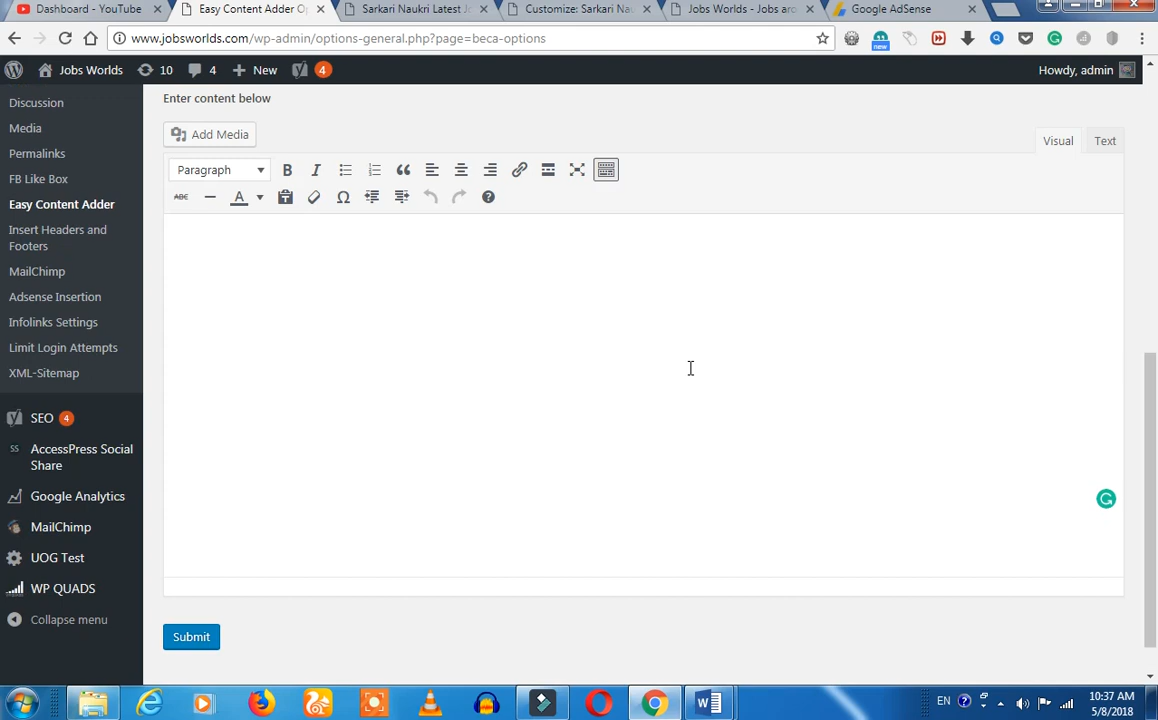 Dashboard - YouTube
Easy Content Adder O
Sarkari Naukri Latest J
Customize: Sarkari Na
Jobs Worlds - Jobs aro
Google AdSense
www.jobsworlds.com/wp-admin/options-general.php?page=beca-options
new
Jobs Worlds
10
4
New
4
Howdy, admin
Discussion
Media
Permalinks
FB Like Box
Easy Content Adder
Insert Headers and
Footers
MailChimp
Adsense Insertion
Infolinks Settings
Limit Login Attempts
XML-Sitemap
SEO 4
AccessPress Social
Share
Google Analytics
MailChimp
UOG Test
WP QUADS
Collapse menu
Enter content below
Add Media
Visual
Text
Paragraph
B
I
ABC
A
Submit
EN
10:37 AM
5/8/2018